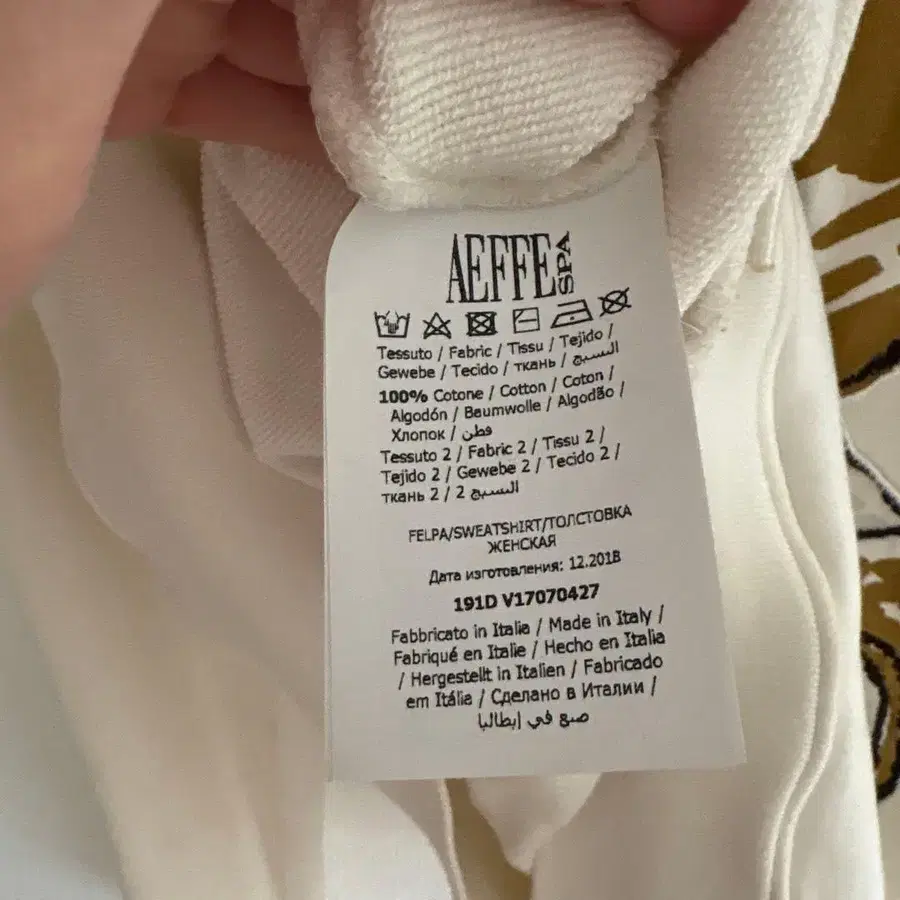 AEFFE SPA
Tessuto / Fabric / Tissu / Tejido /
Gewebe / Tecido / ткань / النسيج
100% Cotone / Cotton / Coton /
Algodón / Baumwolle / Algodão /
Хлопок / قطن
Tessuto 2 / Fabric 2 / Tissu 2 /
Tejido 2 / Gewebe 2 / Tecido 2 /
ткань 2 / 2 النسيج
FELPA/SWEATSHIRT/ТОЛСТОВКА
ЖЕНСКАЯ
Дата изготовления: 12.2018
191D V17070427
Fabbricato in Italia / Made in Italy /
Fabriqué en Italie / Hecho en Italia
/ Hergestellt in Italien / Fabricado
em Itália / Сделано в Италии /
صنع في إيطاليا